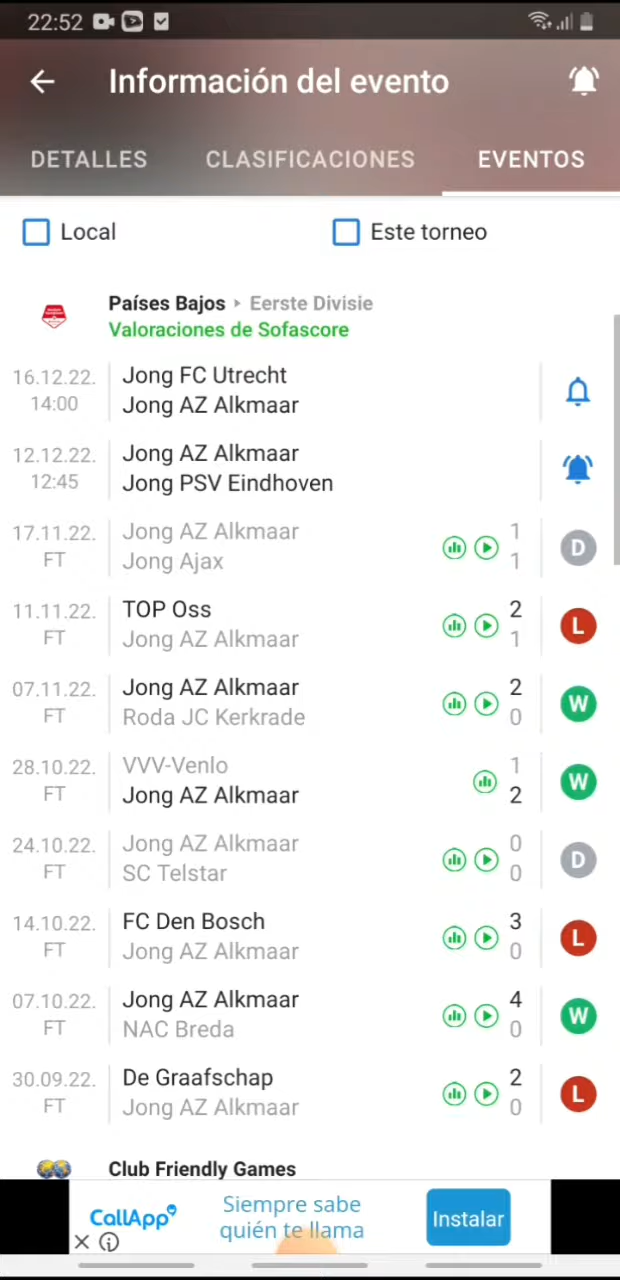 22:52
Información del evento
DETALLES CLASIFICACIONES EVENTOS
Local Este torneo
Países Bajos Eerste Divisie
Valoraciones de Sofascore
16.12.22. Jong FC Utrecht
14:00 Jong AZ Alkmaar
12.12.22. Jong AZ Alkmaar
12:45 Jong PSV Eindhoven
17.11.22. Jong AZ Alkmaar 1
FT Jong Ajax 1 D
11.11.22. TOP Oss 2
FT Jong AZ Alkmaar 1 L
07.11.22. Jong AZ Alkmaar 2
FT Roda JC Kerkrade 0 W
28.10.22. VVV-Venlo 1
FT Jong AZ Alkmaar 2 W
24.10.22. Jong AZ Alkmaar 0
FT SC Telstar 0 D
14.10.22. FC Den Bosch 3
FT Jong AZ Alkmaar 0 L
07.10.22. Jong AZ Alkmaar 4
FT NAC Breda 0 W
30.09.22. De Graafschap 2
FT Jong AZ Alkmaar 0 L
Club Friendly Games
CallApp
Siempre sabe
quién te llama
Instalar